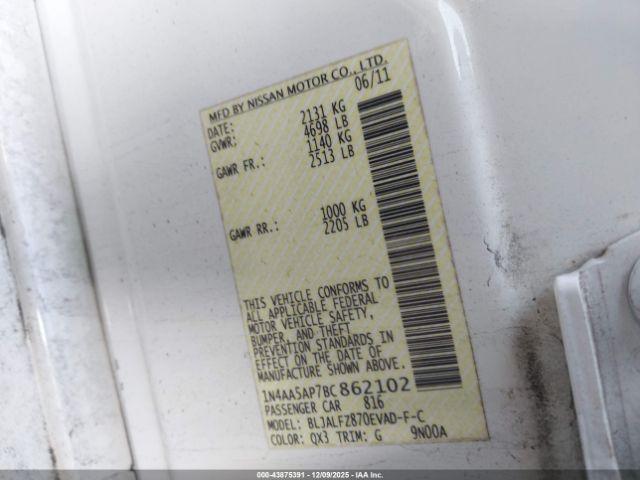 MFD BY NISSAN MOTOR CO., LTD.
DATE: 06/11
GVWR: 2131 KG
4698 LB
GAWR FR.: 1140 KG
2513 LB
GAWR RR.: 1000 KG
2205 LB
THIS VEHICLE CONFORMS TO
ALL APPLICABLE FEDERAL
MOTOR VEHICLE SAFETY,
BUMPER, AND THEFT
PREVENTION STANDARDS IN
EFFECT ON THE DATE OF
MANUFACTURE SHOWN ABOVE.
1N4AA5AP7BC862102
PASSENGER CAR 816
MODEL: BLJALFZ870EVAD-F-C
COLOR: QX3 TRIM: G 9N00A
000-43875391 - 12/09/2025 - IAAI.com